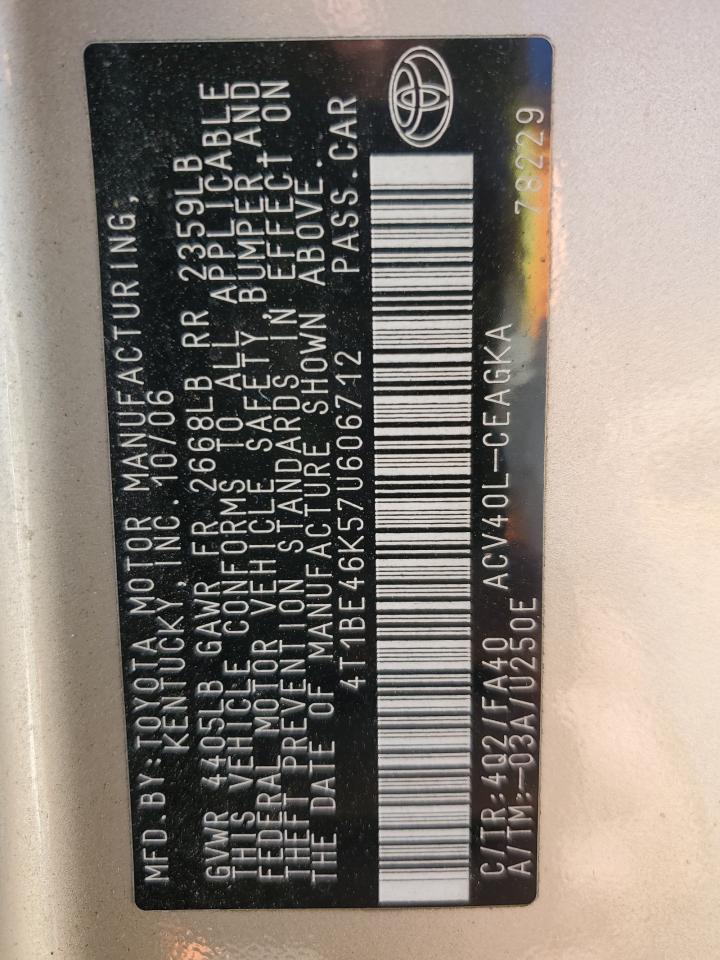 MFD.BY:TOYOTA MOTOR MANUFACTURING,
KENTUCKY,INC.10/06
GVWR 4405LB GAWR FR 2668LB RR 2359LB
THIS VEHICLE CONFORMS TO ALL APPLICABLE
FEDERAL MOTOR VEHICLE SAFETY,BUMPER,AND
THEFT PREVENTION STANDARDS IN EFFECT ON
THE DATE OF MANUFACTURE SHOWN ABOVE.
4T1BE46K57U606712 PASS.CAR
C/TR:4Q2/FA40 ACV40L-CEAGKA 78229
A/TM:-03A/U250E